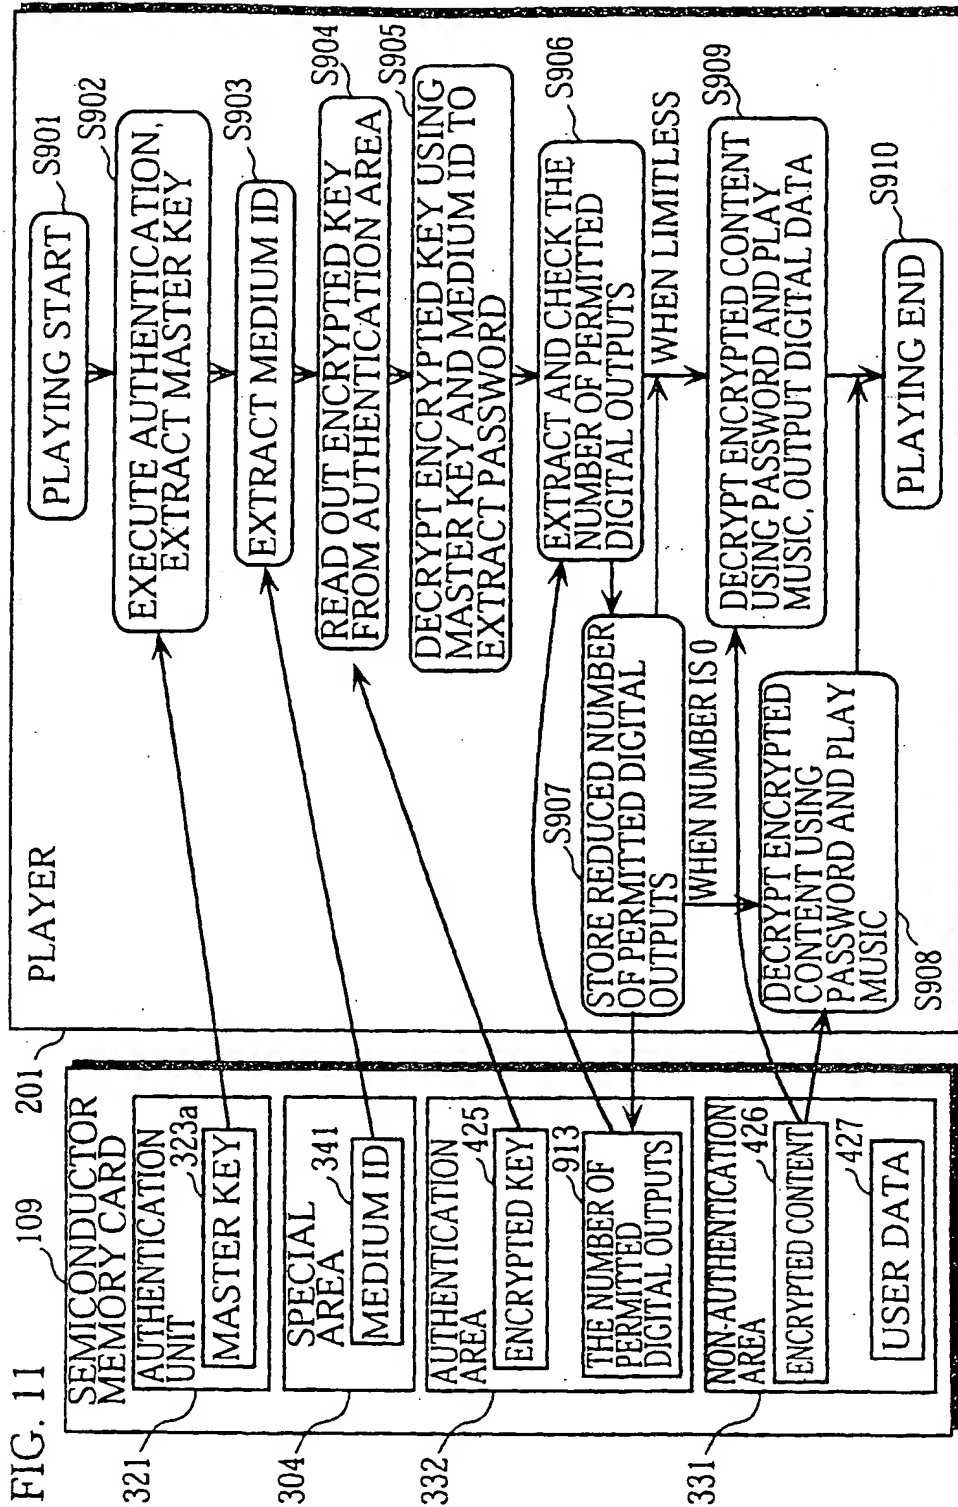 FIG. 11
109
201
SEMICONDUCTOR
MEMORY CARD
321
AUTHENTICATION
UNIT
323a
MASTER KEY
304
SPECIAL
AREA
341
MEDIUM ID
332
AUTHENTICATION
AREA
425
ENCRYPTED KEY
913
THE NUMBER OF
PERMITTED
DIGITAL OUTPUTS
331
NON-AUTHENTICATION
AREA
426
ENCRYPTED CONTENT
427
USER DATA
PLAYER
PLAYING START
S901
EXECUTE AUTHENTICATION,
EXTRACT MASTER KEY
S902
EXTRACT MEDIUM ID
S903
READ OUT ENCRYPTED KEY
FROM AUTHENTICATION AREA
S904
DECRYPT ENCRYPTED KEY USING
MASTER KEY AND MEDIUM ID TO
EXTRACT PASSWORD
S905
EXTRACT AND CHECK THE
NUMBER OF PERMITTED
DIGITAL OUTPUTS
S906
S907
STORE REDUCED NUMBER
OF PERMITTED DIGITAL
OUTPUTS
WHEN NUMBER IS 0
WHEN LIMITLESS
DECRYPT ENCRYPTED
CONTENT USING
PASSWORD AND PLAY
MUSIC
S908
DECRYPT ENCRYPTED CONTENT
USING PASSWORD AND PLAY
MUSIC, OUTPUT DIGITAL DATA
S909
PLAYING END
S910